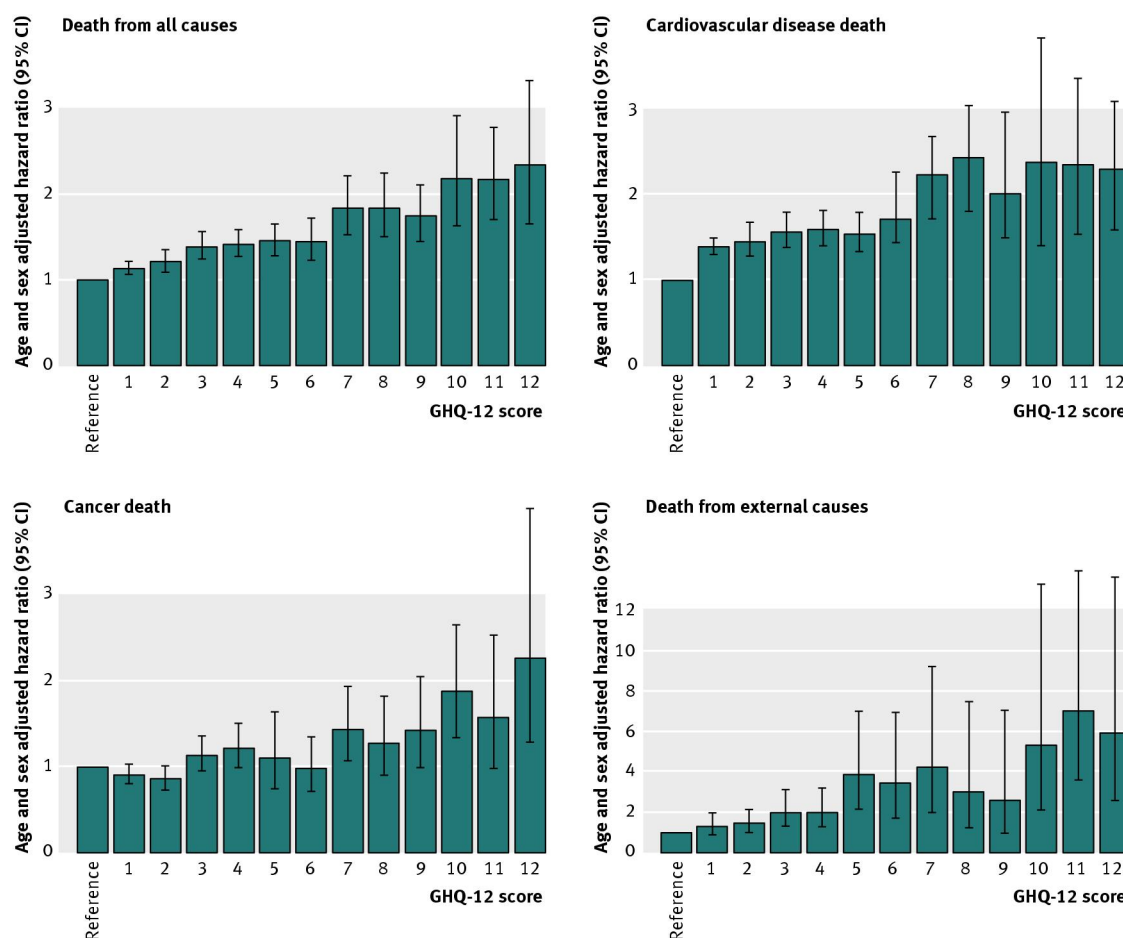 Death from all causes
Age and sex adjusted hazard ratio (95% CI)
3
2
1
0
Reference 1 2 3 4 5 6 7 8 9 10 11 12
GHQ-12 score
Cardiovascular disease death
Age and sex adjusted hazard ratio (95% CI)
3
2
1
0
Reference 1 2 3 4 5 6 7 8 9 10 11 12
GHQ-12 score
Cancer death
Age and sex adjusted hazard ratio (95% CI)
3
2
1
0
Reference 1 2 3 4 5 6 7 8 9 10 11 12
GHQ-12 score
Death from external causes
Age and sex adjusted hazard ratio (95% CI)
12
10
8
6
4
2
0
Reference 1 2 3 4 5 6 7 8 9 10 11 12
GHQ-12 score